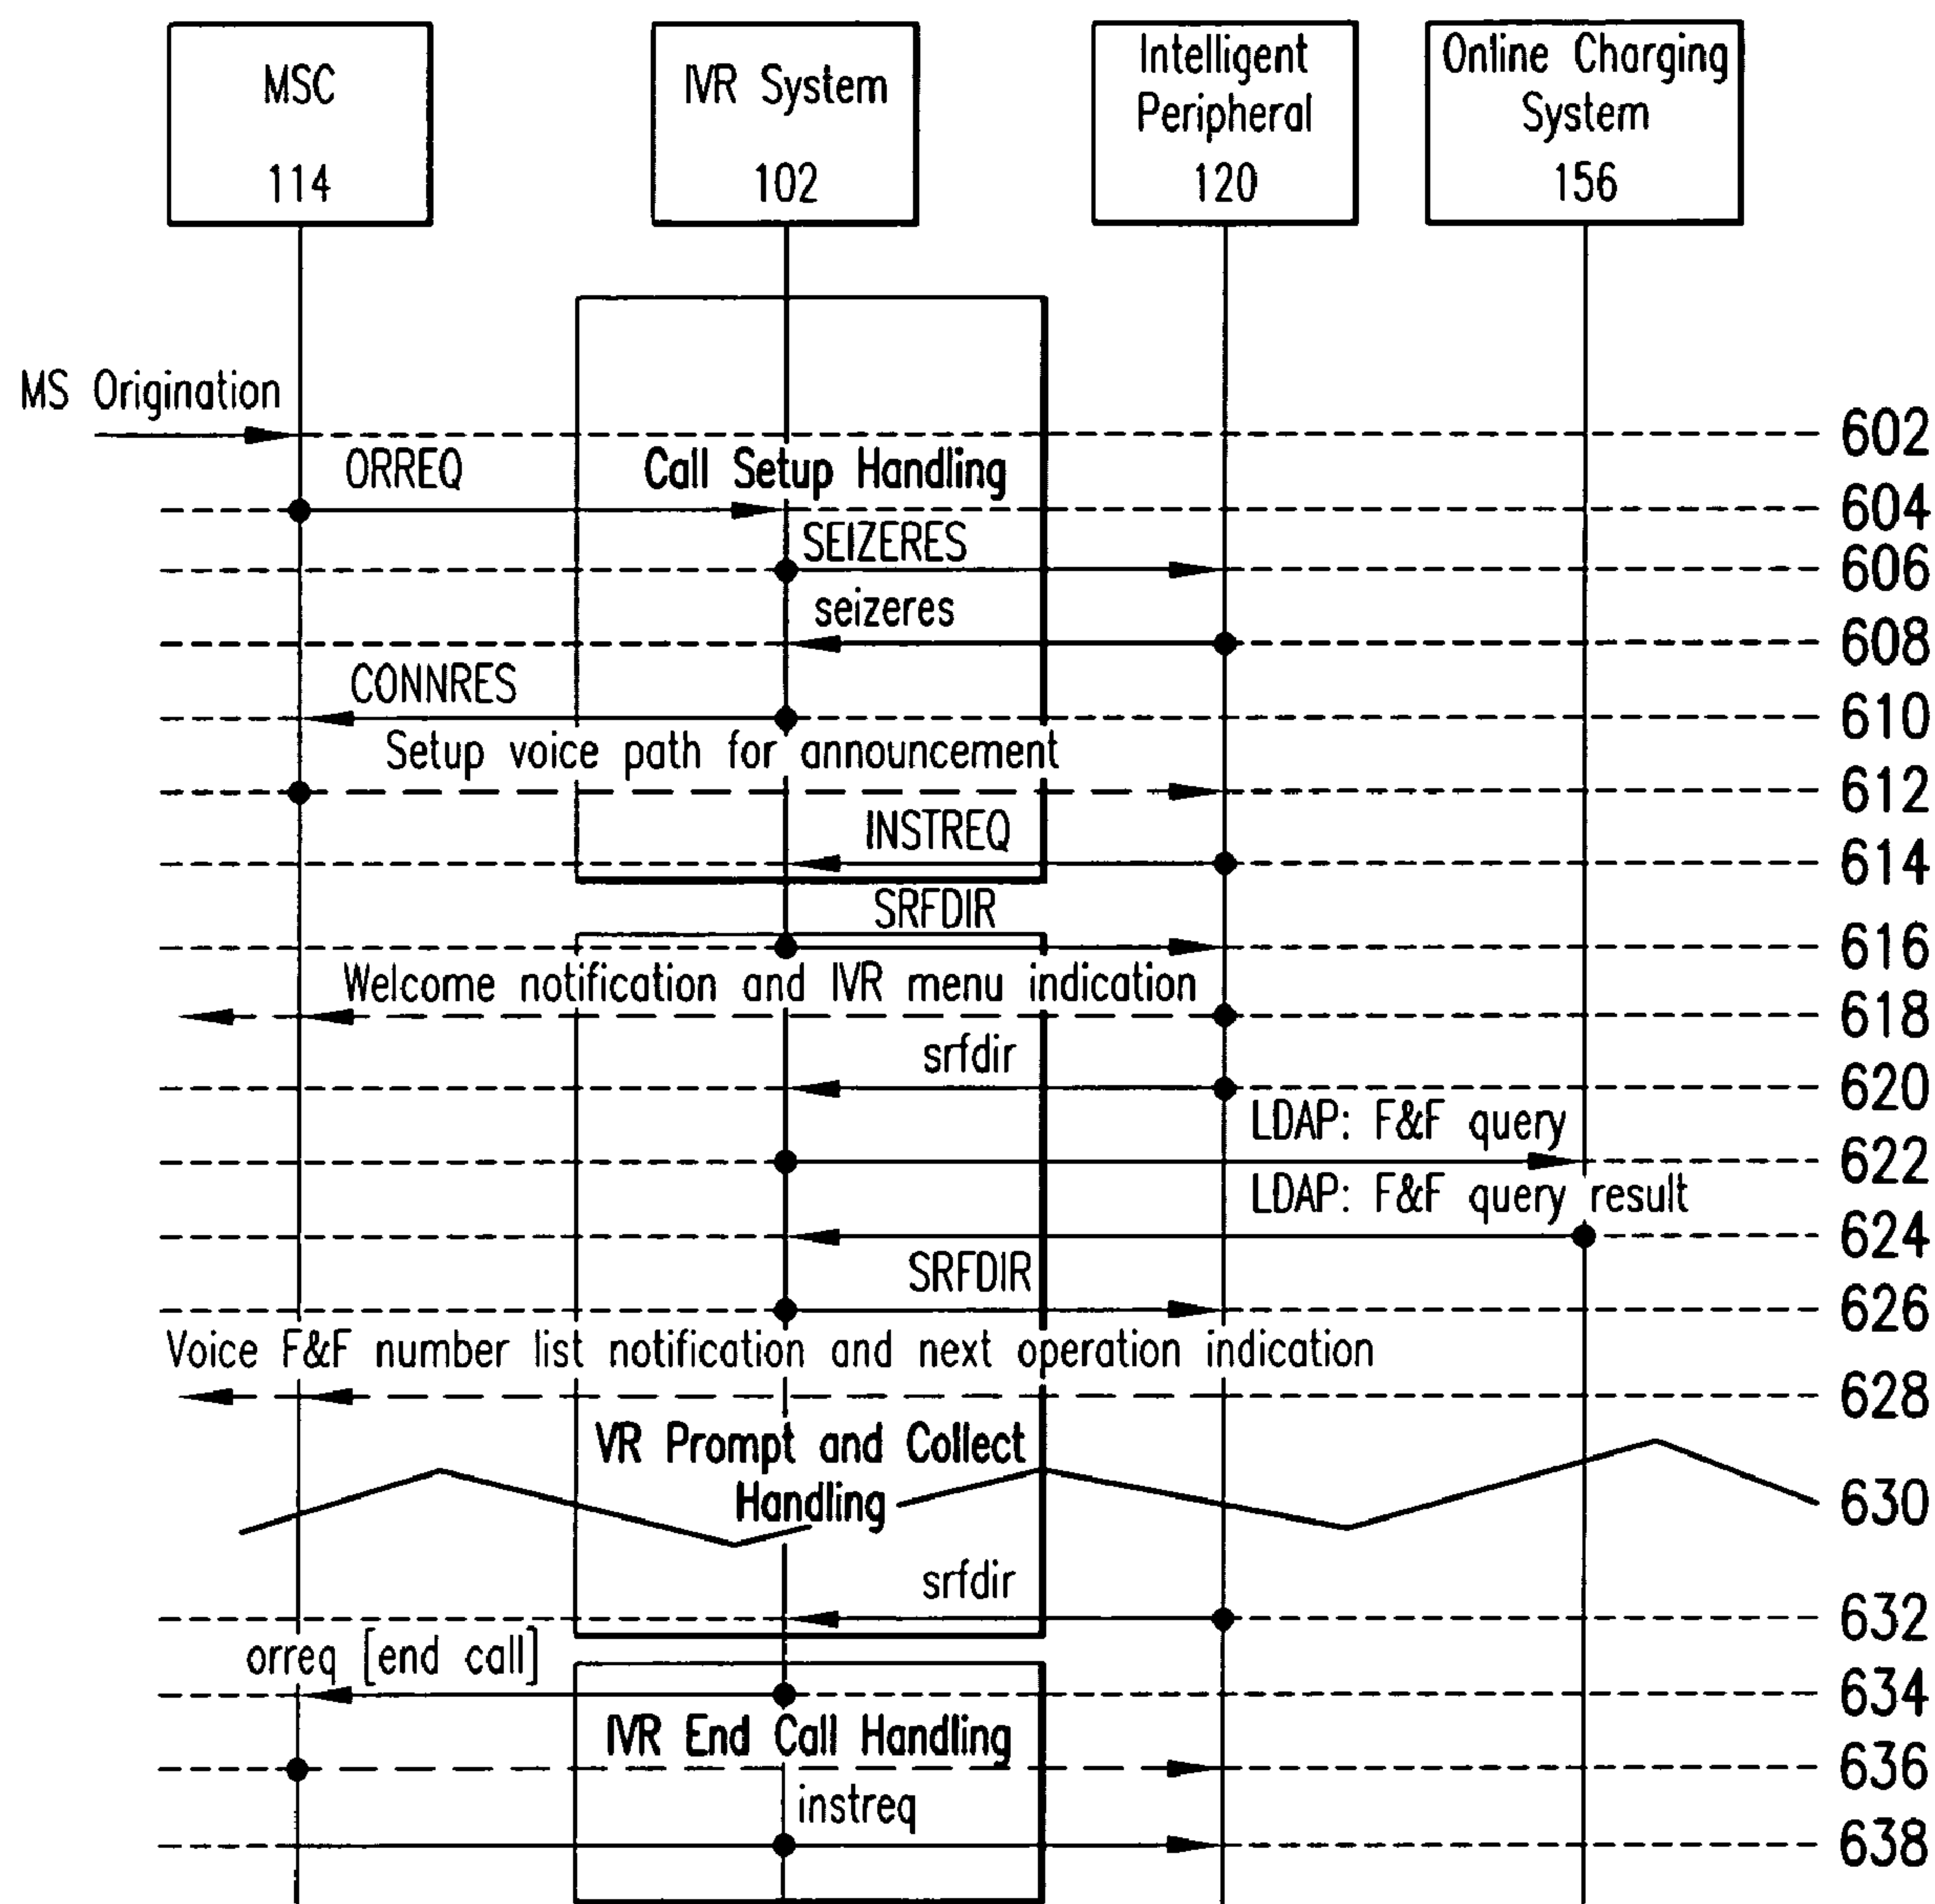 MSC
114
IVR System
102
Intelligent
Peripheral
120
Online Charging
System
156
MS Origination
602
ORREQ
Call Setup Handling
604
SEIZERES
606
seizeres
608
CONNRES
610
Setup voice path for announcement
612
INSTREQ
614
SRFDIR
616
Welcome notification and IVR menu indication
618
srfdir
620
LDAP: F&F query
622
LDAP: F&F query result
624
SRFDIR
626
Voice F&F number list notification and next operation indication
628
VR Prompt and Collect
Handling
630
srfdir
632
orreq [end call]
634
IVR End Call Handling
636
instreq
638